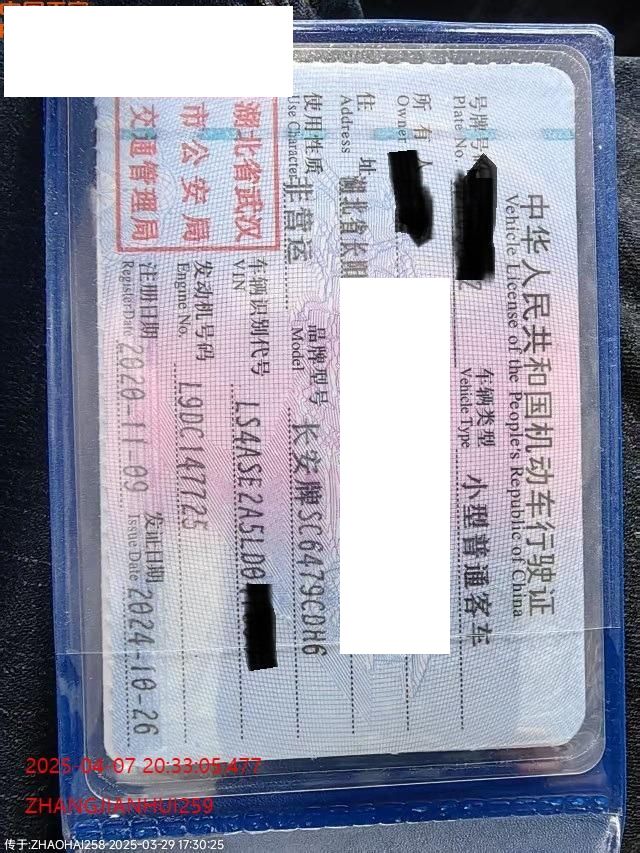 中华人民共和国机动车行驶证
Vehicle License of the People's Republic of China
号牌号
Plate No.
车辆类型
Vehicle Type
小型普通客车
所有人
Owner
住址
Address
湖北省长阳
使用性质
Use Character
非营运
品牌型号
Model
长安牌SC6479CDH6
湖北省武汉
市公安局
交通管理局
车辆识别代号
VIN
LS4ASE2A5LD0
发动机号码
Engine No.
L9DC147725
注册日期
Register Date
2020-11-09
发证日期
Issue Date
2024-10-26
2025-04-07 20:33:05.477
ZHANGJIANHUI259
传于:ZHAOHAI258-2025-03-29 17:30:25